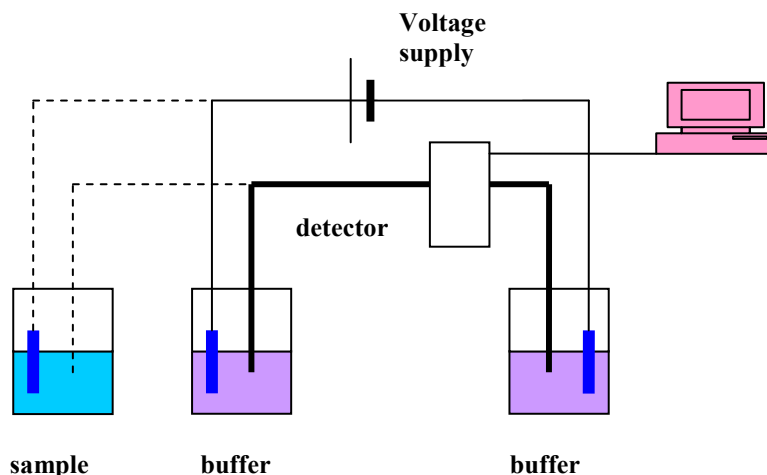 Voltage
supply
detector
sample
buffer
buffer